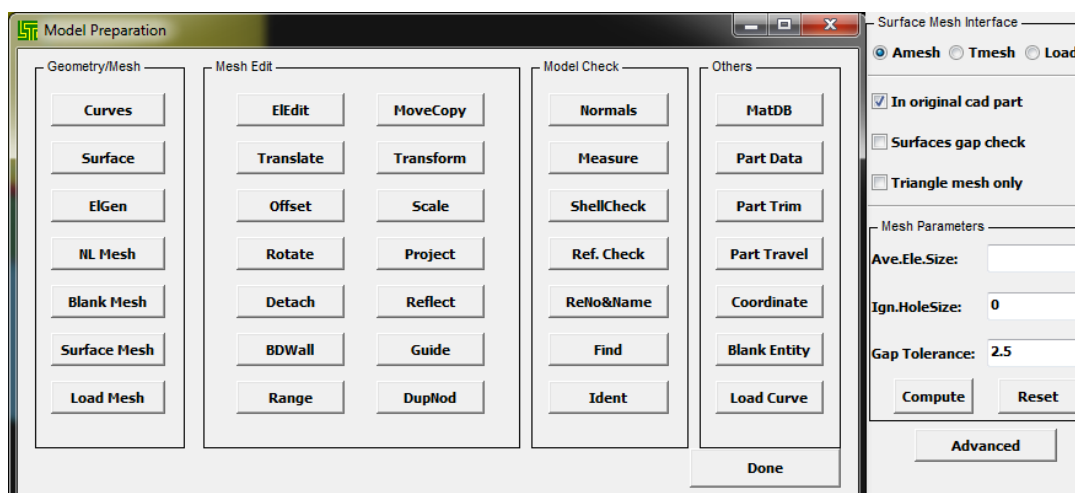 Model Preparation
Geometry/Mesh
Curves
Surface
ElGen
NL Mesh
Blank Mesh
Surface Mesh
Load Mesh
Mesh Edit
ElEdit MoveCopy
Translate Transform
Offset Scale
Rotate Project
Detach Reflect
BDWall Guide
Range DupNod
Model Check
Normals
Measure
ShellCheck
Ref. Check
ReNo&Name
Find
Ident
Others
MatDB
Part Data
Part Trim
Part Travel
Coordinate
Blank Entity
Load Curve
Done
Surface Mesh Interface
Amesh Tmesh Load
In original cad part
Surfaces gap check
Triangle mesh only
Mesh Parameters
Ave.Ele.Size:
Ign.HoleSize: 0
Gap Tolerance: 2.5
Compute Reset
Advanced